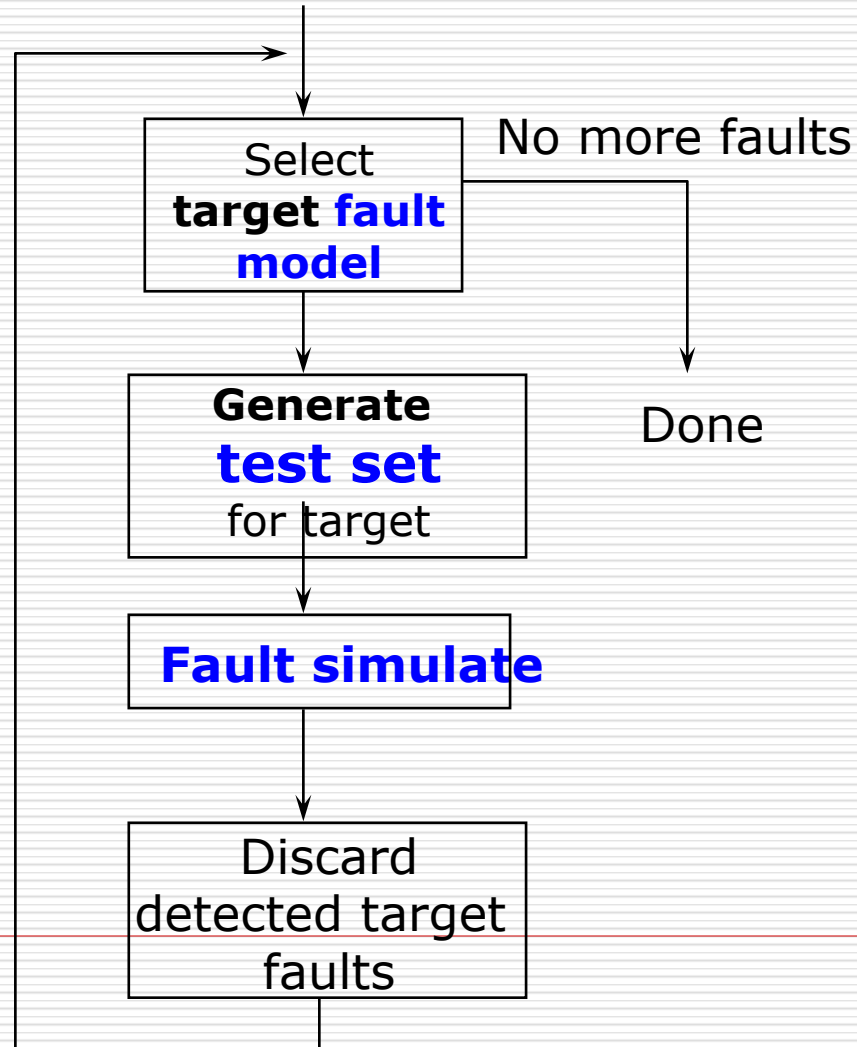 No more faults
Select
target fault
model
Generate
test set
for target
Done
Fault simulate
Discard
detected target
faults